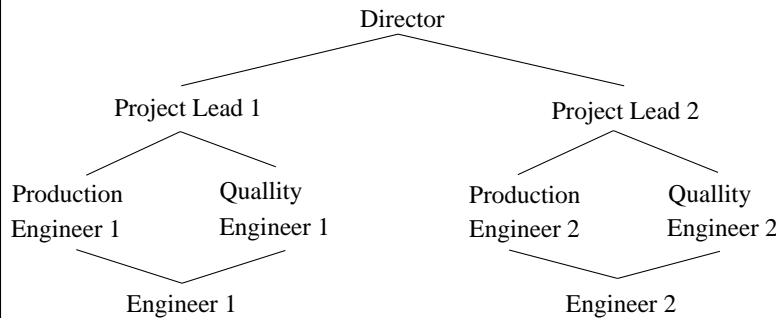 Director
Project Lead 1
Project Lead 2
Production
Engineer 1
Quallity
Engineer 1
Production
Engineer 2
Quallity
Engineer 2
Engineer 1
Engineer 2